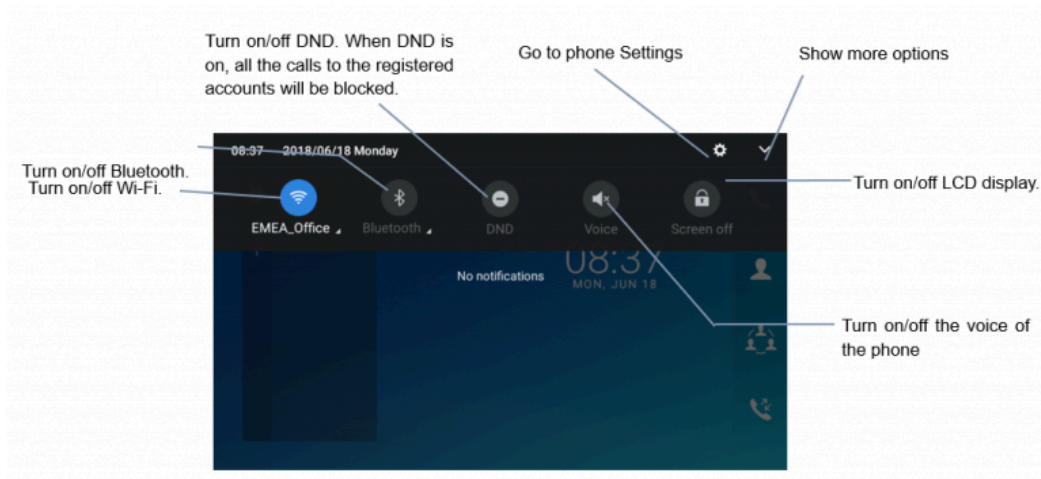 Turn on/off DND. When DND is
on, all the calls to the registered
accounts will be blocked.
Go to phone Settings
Show more options
Turn on/off Bluetooth.
Turn on/off Wi-Fi.
08:37 2018/06/18 Monday
Turn on/off LCD display.
EMEA_Office
Bluetooth
DND
Voice
Screen off
No notifications
08:37
MON, JUN 18
Turn on/off the voice of
the phone